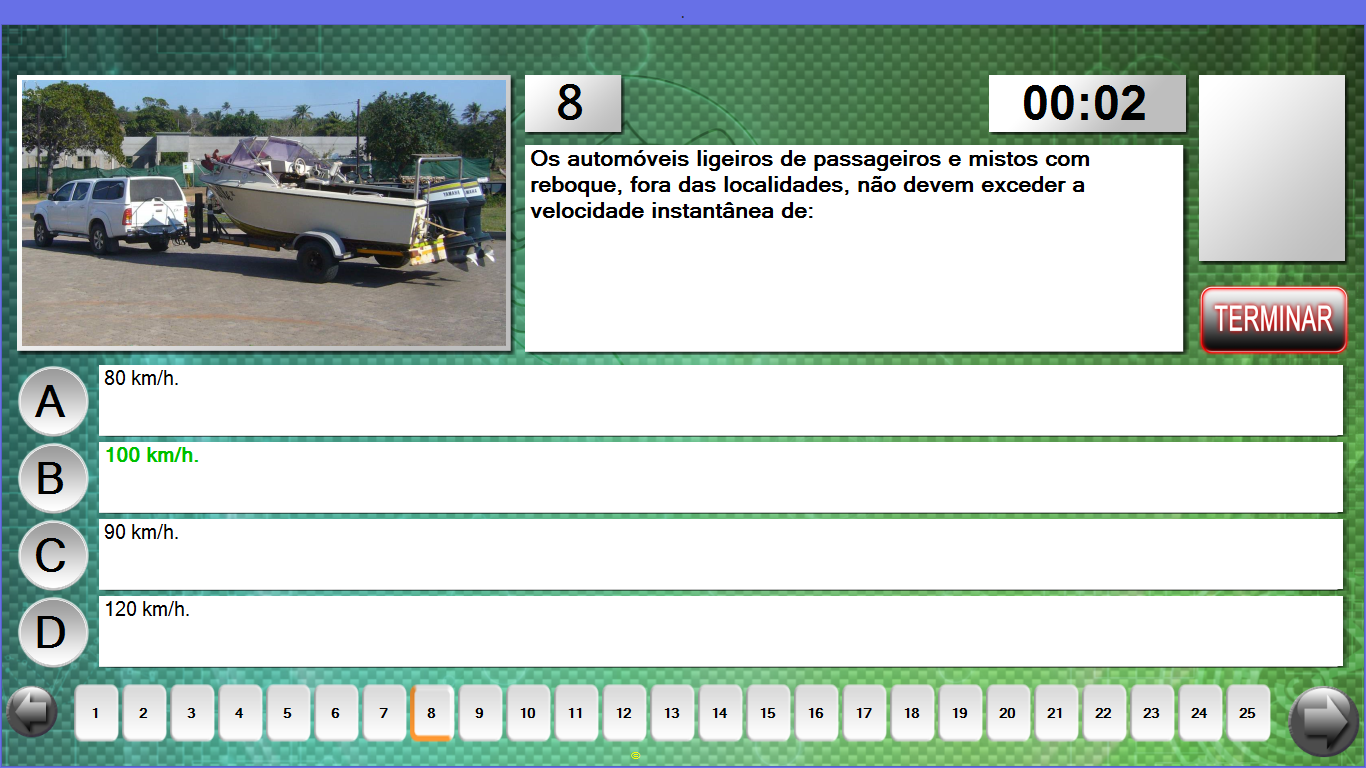 8
00:02
Os automóveis ligeiros de passageiros e mistos com
reboque, fora das localidades, não devem exceder a
velocidade instantânea de:
TERMINAR
YAMAHA
A
80 km/h.
B
100 km/h.
C
90 km/h.
D
120 km/h.
1 2 3 4 5 6 7 8 9 10 11 12 13 14 15 16 17 18 19 20 21 22 23 24 25